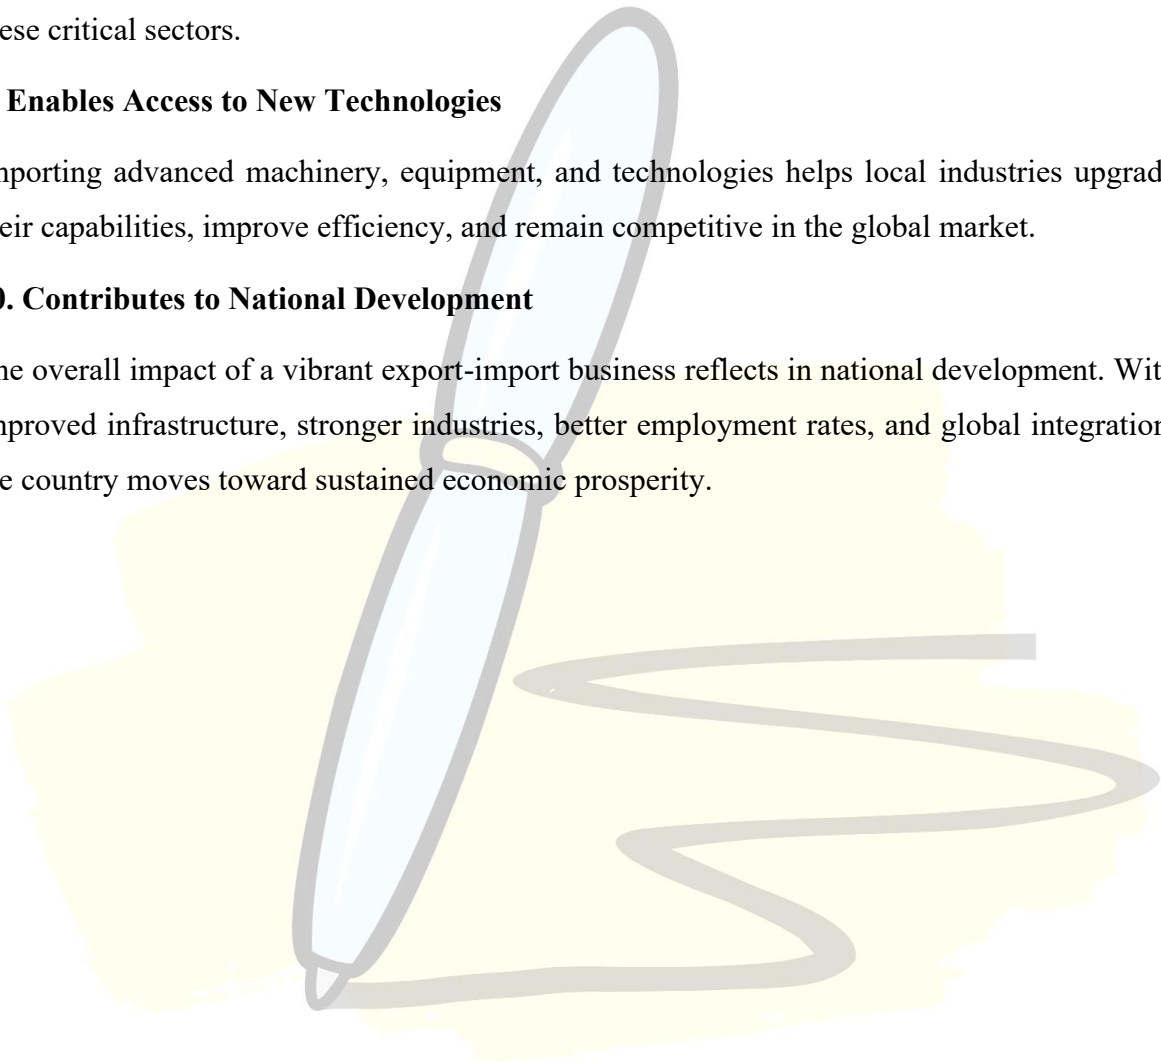 ese critical sectors.
Enables Access to New Technologies
nporting advanced machinery, equipment, and technologies helps local industries upgrad
eir capabilities, improve efficiency, and remain competitive in the global market.
0. Contributes to National Development
he overall impact of a vibrant export-import business reflects in national development. Wit
nproved infrastructure, stronger industries, better employment rates, and global integration
e country moves toward sustained economic prosperity.